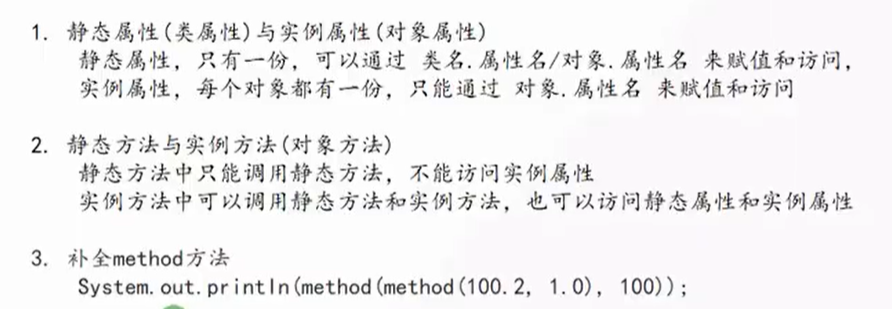 1. 静态属性(类属性)与实例属性(对象属性)
静态属性，只有一份，可以通过 类名.属性名/对象.属性名 来赋值和访问，
实例属性，每个对象都有一份，只能通过 对象.属性名 来赋值和访问
2. 静态方法与实例方法(对象方法)
静态方法中只能调用静态方法，不能访问实例属性
实例方法中可以调用静态方法和实例方法，也可以访问静态属性和实例属性
3. 补全method方法
System.out.println(method(method(100.2, 1.0), 100));